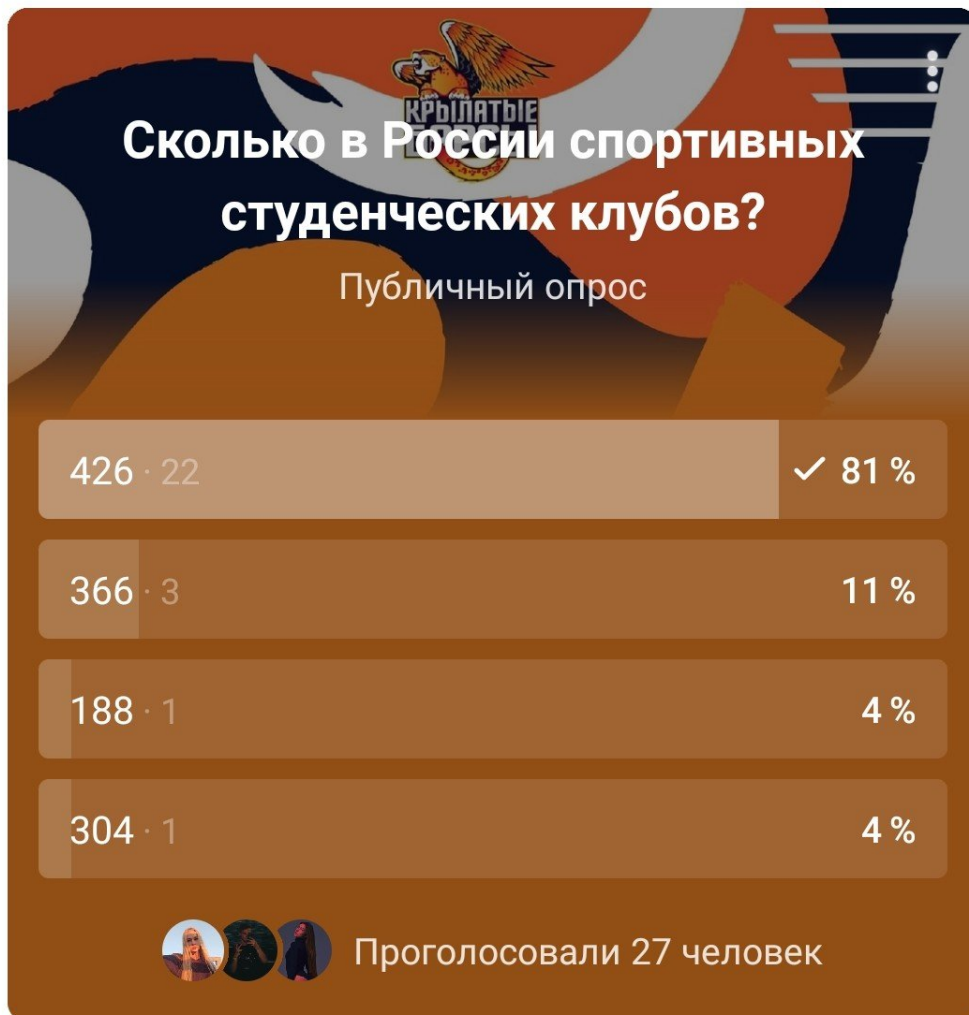 КРЫЛАТЫЕ
Сколько в России спортивных
студенческих клубов?
Публичный опрос
426 · 22
81 %
366 · 3
11 %
188 · 1
4 %
304 · 1
4 %
Проголосовали 27 человек